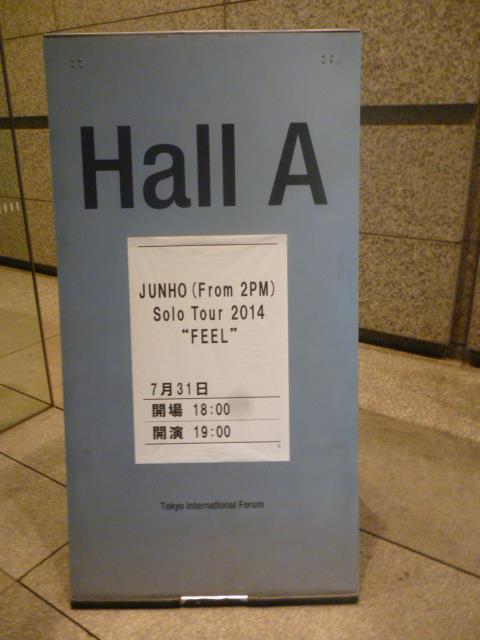 Hall A
JUNHO (From 2PM)
Solo Tour 2014
“FEEL”
7月31日
開場 18:00
開演 19:00
Tokyo International Forum